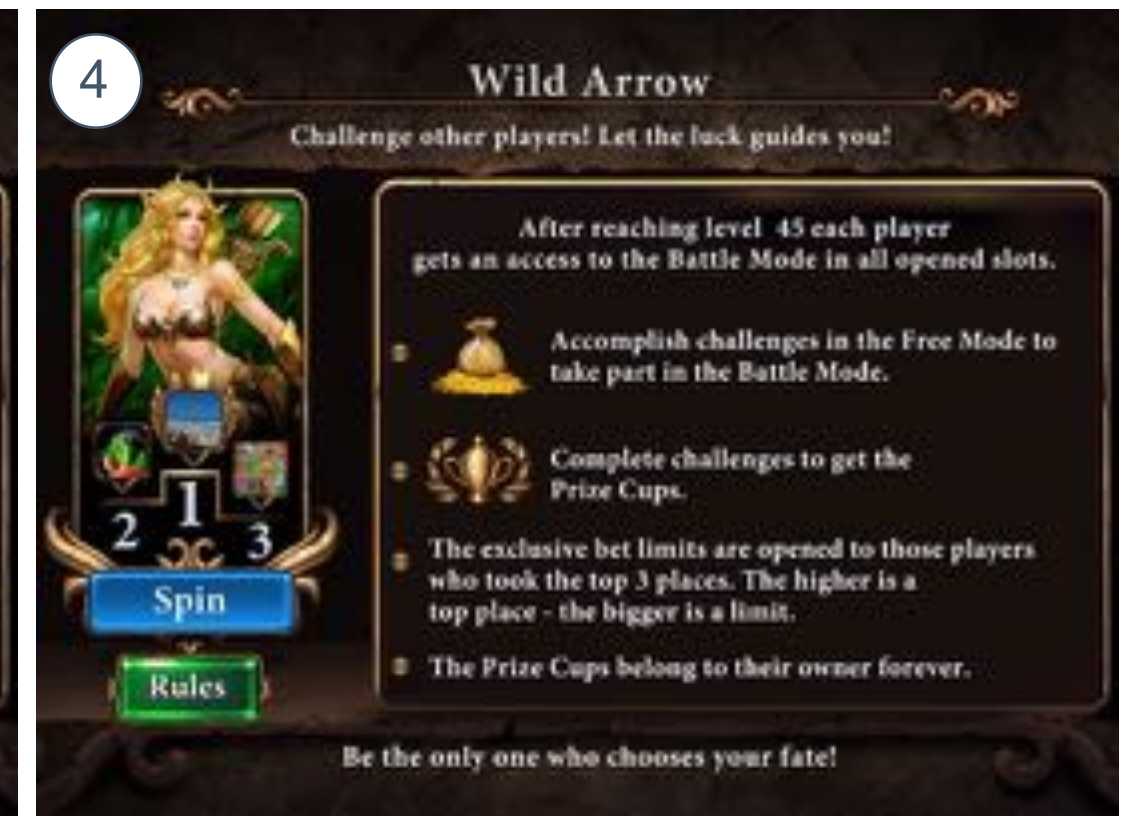 4
Wild Arrow
Challenge other players! Let the luck guides you!
After reaching level 45 each player
gets an access to the Battle Mode in all opened slots.
Accomplish challenges in the Free Mode to
take part in the Battle Mode.
Complete challenges to get the
Prize Cups.
The exclusive bet limits are opened to those players
who took the top 3 places. The higher is a
top place - the bigger is a limit.
The Prize Cups belong to their owner forever.
2 1 3
Spin
Rules
Be the only one who chooses your fate!